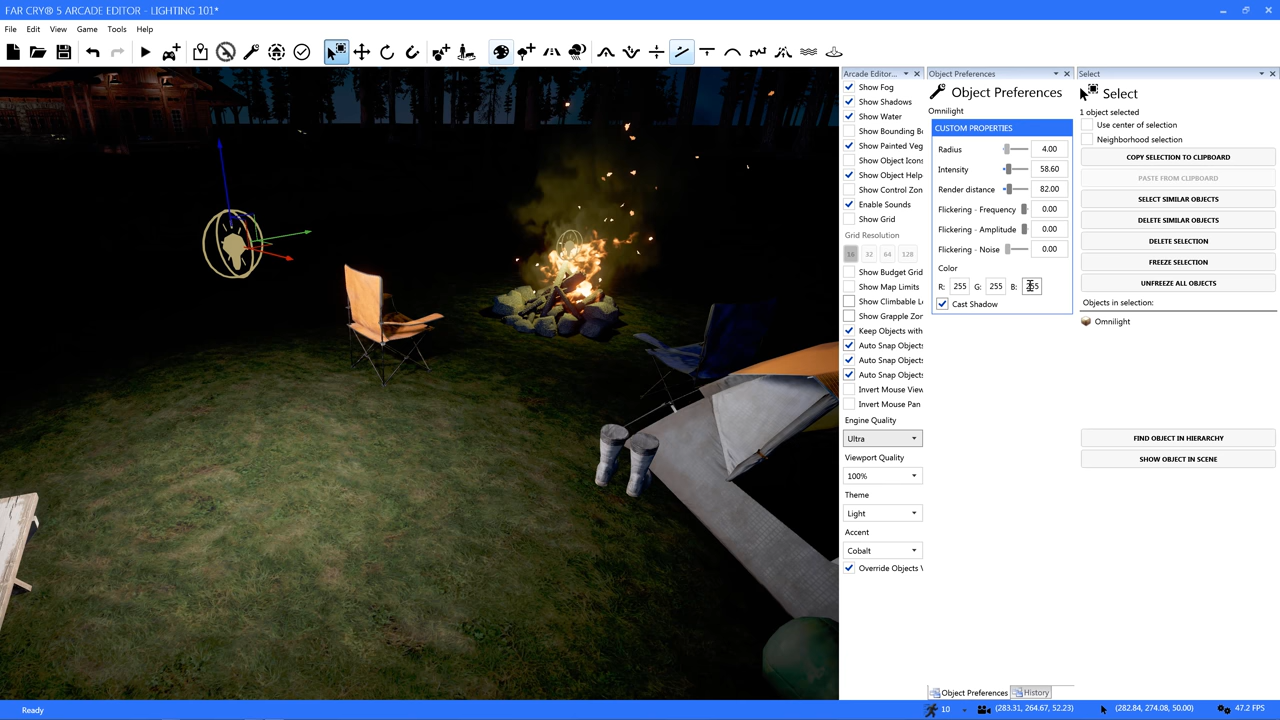 FAR CRY® 5 ARCADE EDITOR - LIGHTING 101*
File Edit View Game Tools Help
Arcade Editor...
Show Fog
Show Shadows
Show Water
Show Bounding B
Show Painted Veg
Show Object Icons
Show Object Help
Show Control Zon
Enable Sounds
Show Grid
Grid Resolution
16 32 64 128
Show Budget Grid
Show Map Limits
Show Climbable L
Show Grapple Zon
Keep Objects with
Auto Snap Objects
Auto Snap Objects
Auto Snap Objects
Invert Mouse View
Invert Mouse Pan
Engine Quality
Ultra
Viewport Quality
100%
Theme
Light
Accent
Cobalt
Override Objects V
Object Preferences
Object Preferences
Omnilight
CUSTOM PROPERTIES
Radius 4.00
Intensity 58.60
Render distance 82.00
Flickering - Frequency 0.00
Flickering - Amplitude 0.00
Flickering - Noise 0.00
Color
R: 255 G: 255 B: 255
Cast Shadow
Object Preferences History
Select
Select
1 object selected
Use center of selection
Neighborhood selection
COPY SELECTION TO CLIPBOARD
PASTE FROM CLIPBOARD
SELECT SIMILAR OBJECTS
DELETE SIMILAR OBJECTS
DELETE SELECTION
FREEZE SELECTION
UNFREEZE ALL OBJECTS
Objects in selection:
Omnilight
FIND OBJECT IN HIERARCHY
SHOW OBJECT IN SCENE
Ready 10 (283.31, 264.67, 52.23) (282.84, 274.08, 50.00) 47.2 FPS